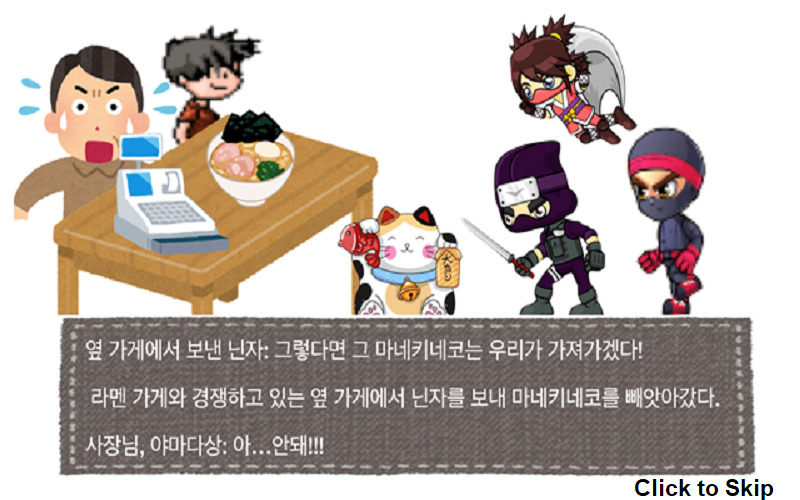 옆 가게에서 보낸 닌자: 그렇다면 그 마네키네코는 우리가 가져가겠다!
라멘 가게와 경쟁하고 있는 옆 가게에서 닌자를 보내 마네키네코를 빼앗아갔다.
사장님, 야마다상: 아…안돼!!!
Click to Skip